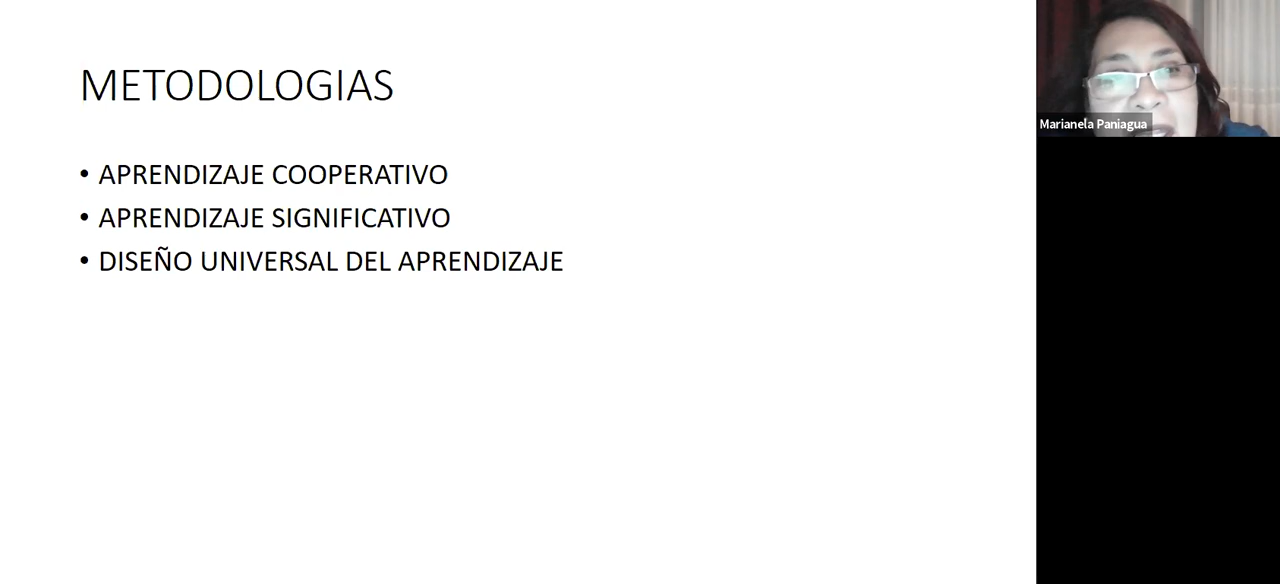 METODOLOGIAS
• APRENDIZAJE COOPERATIVO
• APRENDIZAJE SIGNIFICATIVO
• DISEÑO UNIVERSAL DEL APRENDIZAJE
Marianela Paniagua